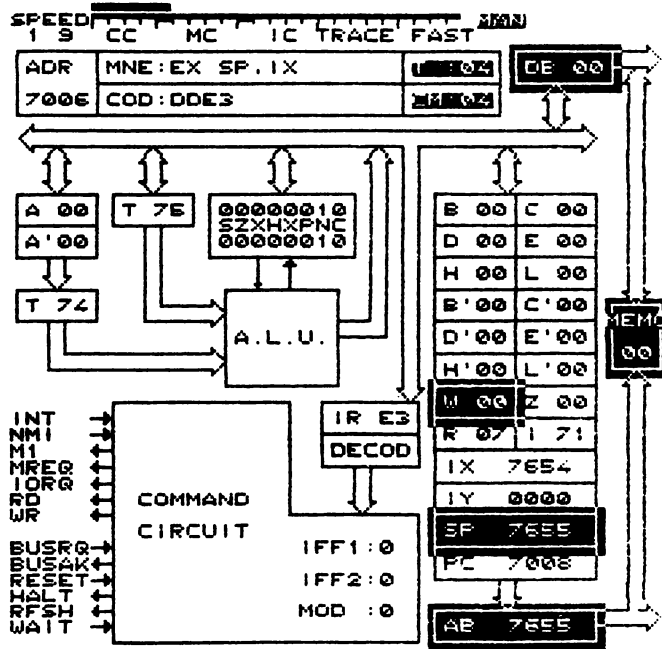 SPEED MAN
1 9 CC MC IC TRACE FAST
ADR MNE:EX SP.IX
7006 COD:DDE3
DB 00
A 00 T 76 00000010
A'00 SZXHXPNC
00000010
T 74
A.L.U.
B 00 C 00
D 00 E 00
H 00 L 00
B'00 C'00
D'00 E'00
H'00 L'00
W 00 Z 00
R 07 I 71
IX 7654
IY 0000
SP 7655
PC 7008
AB 7655
MEMO
00
IR E3
DECOD
INT
NMI
M1
MREQ
IORQ
RD
WR
BUSRQ
BUSAK
RESET
HALT
RFSH
WAIT
COMMAND
CIRCUIT
IFF1:0
IFF2:0
MOD :0